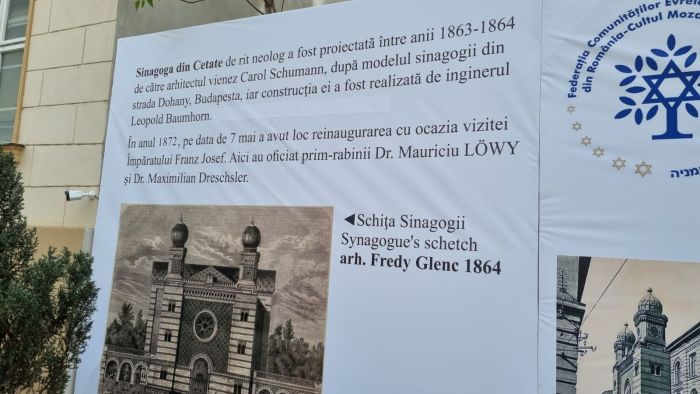 Sinagoga din Cetate de rit neolog a fost proiectată între anii 1863-1864
de către arhitectul vienez Carol Schumann, după modelul sinagogii din
strada Dohany, Budapesta, iar construcția ei a fost realizată de inginerul
Leopold Baumhorn.
În anul 1872, pe data de 7 mai a avut loc reinaugurarea cu ocazia vizitei
Împăratului Franz Josef. Aici au oficiat prim-rabinii Dr. Mauriciu LÖWY
și Dr. Maximilian Dreschsler.
◀Schița Sinagogii
Synagogue's schetch
arh. Fredy Glenc 1864
Federația Comunităților Evreiești
din România-Cultul Moz